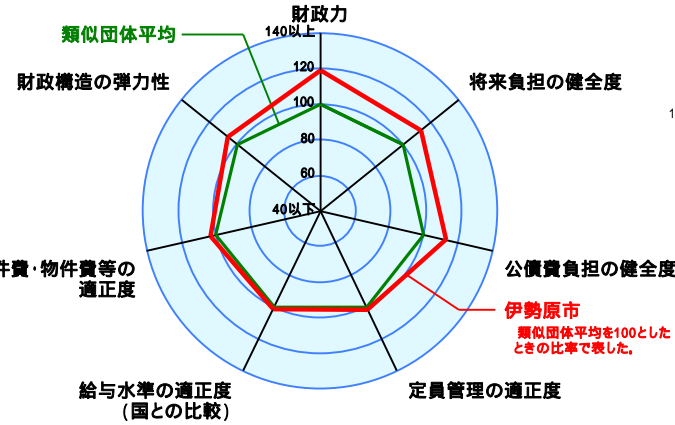 財政力
類似団体平均
140以上
120
100
80
60
40以下
財政構造の弾力性
将来負担の健全度
1
件費・物件費等の
適正度
公債費負担の健全度
伊勢原市
類似団体平均を100とした
ときの比率で表した。
給与水準の適正度
(国との比較)
定員管理の適正度